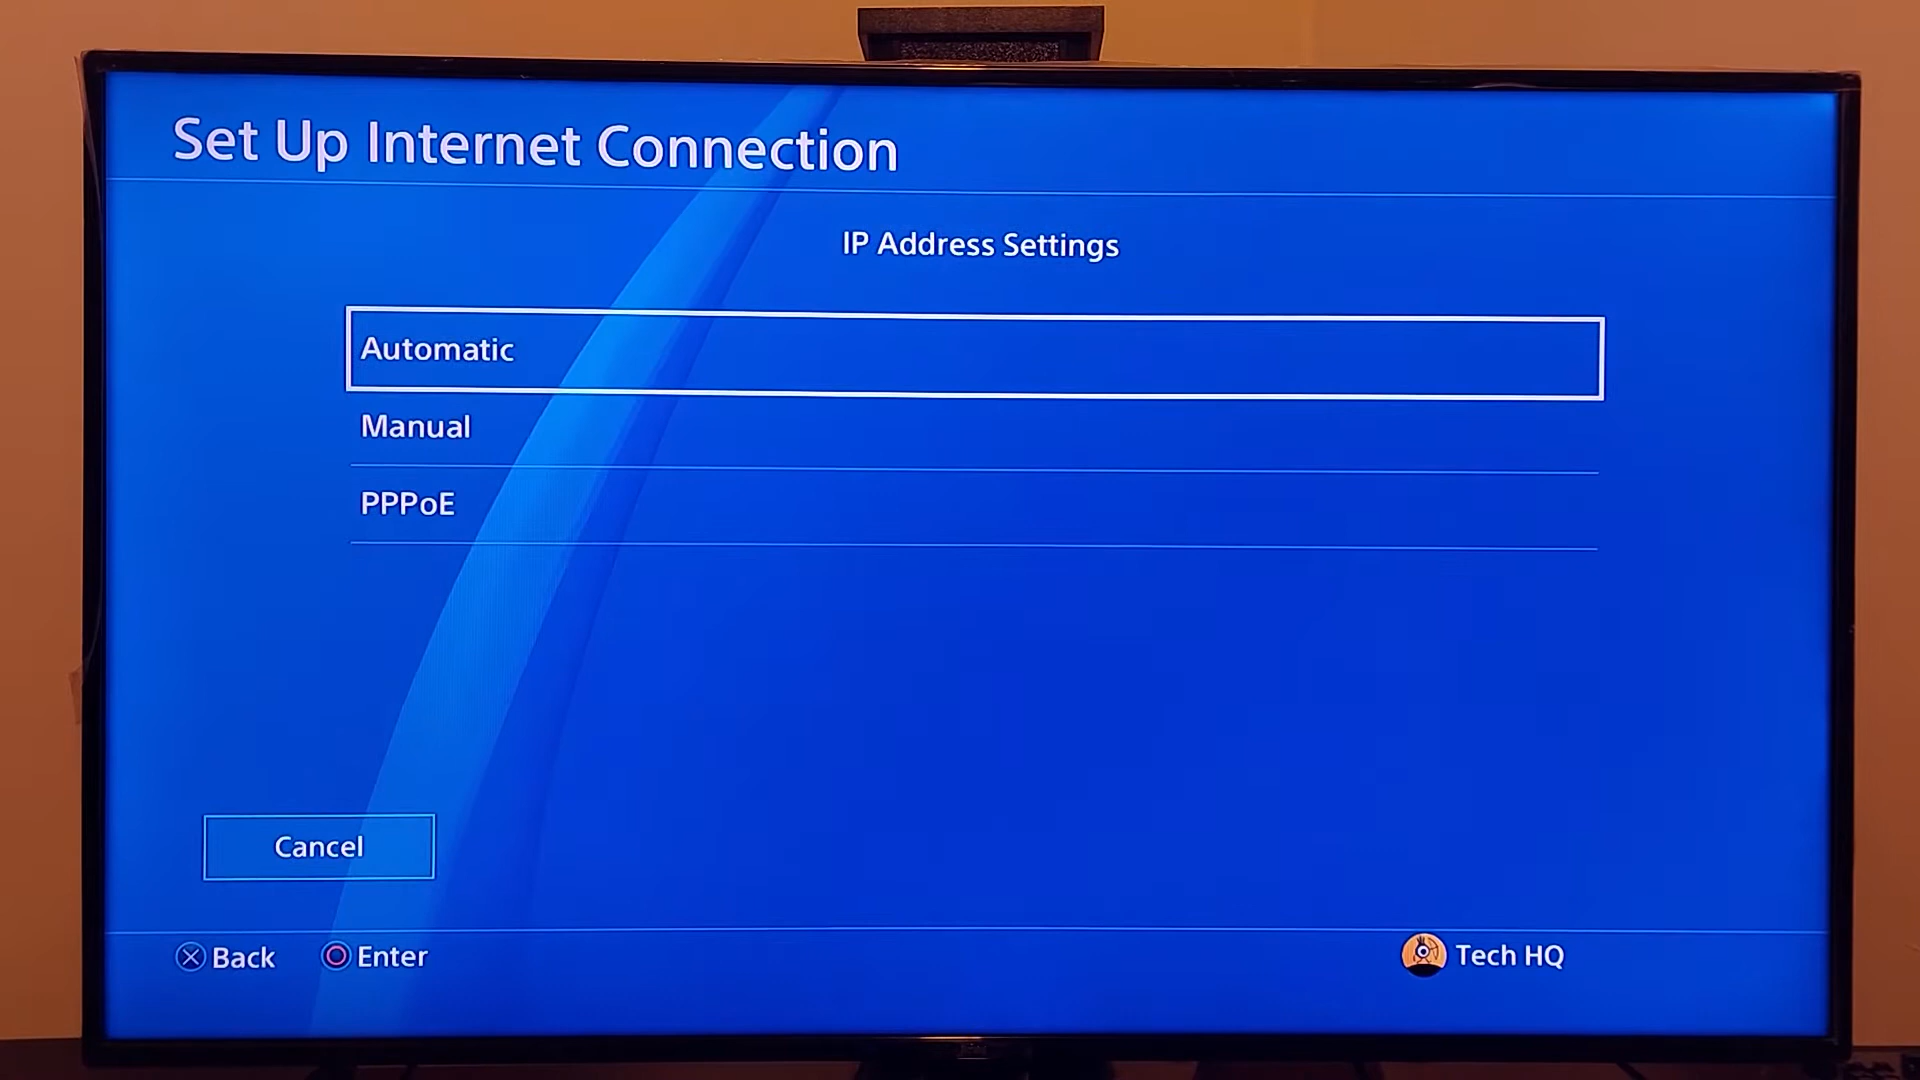 Set Up Internet Connection
IP Address Settings
Automatic
Manual
PPPoE
Cancel
Back Enter Tech HQ